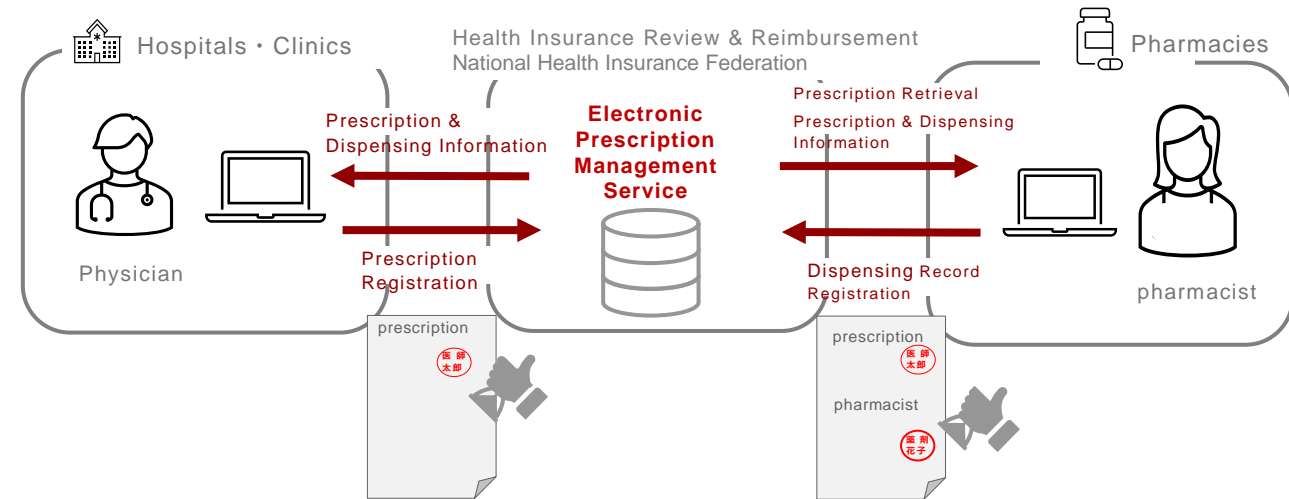 Hospitals・Clinics
Physician
Prescription &
Dispensing Information
Prescription
Registration
Health Insurance Review & Reimbursement
National Health Insurance Federation
Electronic
Prescription
Management
Service
Prescription Retrieval
Prescription & Dispensing
Information
Dispensing Record
Registration
Pharmacies
pharmacist
prescription
医師
太郎
prescription
医師
太郎
pharmacist
薬剤
花子